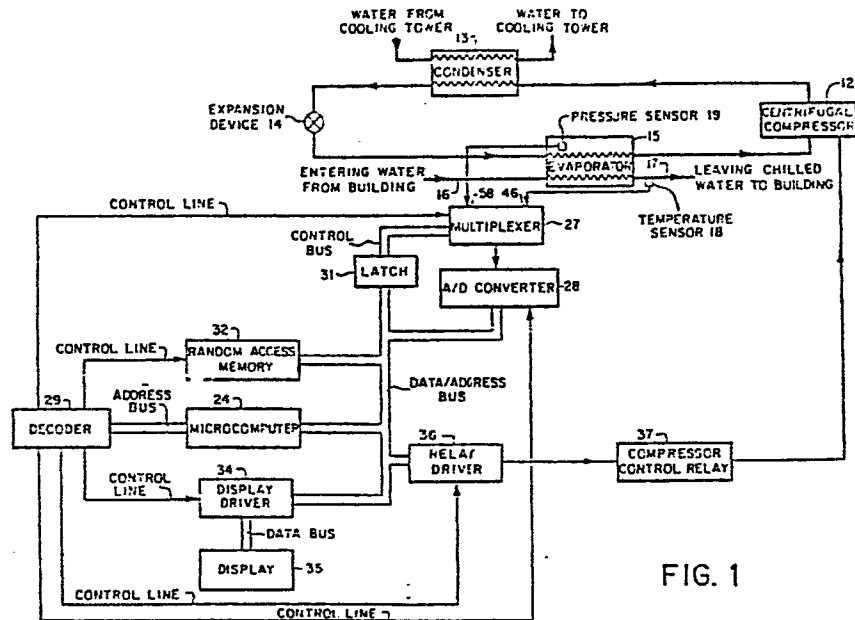 WATER FROM
COOLING TOWER
WATER TO
COOLING TOWER
13
CONDENSER
12
CENTRIFUGAL
COMPRESSOR
EXPANSION
DEVICE 14
PRESSURE SENSOR 19
15
EVAPORATOR
17
ENTERING WATER
FROM BUILDING
16
LEAVING CHILLED
WATER TO BUILDING
58
46
TEMPERATURE
SENSOR 18
CONTROL LINE
CONTROL
BUS
MULTIPLEXER
27
31
LATCH
A/D CONVERTER
28
32
RANDOM ACCESS
MEMORY
CONTROL LINE
DATA/ADDRESS
BUS
29
DECODER
ADDRESS
BUS
24
MICROCOMPUTER
36
RELAY
DRIVER
37
COMPRESSOR
CONTROL RELAY
34
DISPLAY
DRIVER
CONTROL
LINE
DATA BUS
DISPLAY
35
CONTROL LINE
CONTROL LINE
FIG. 1